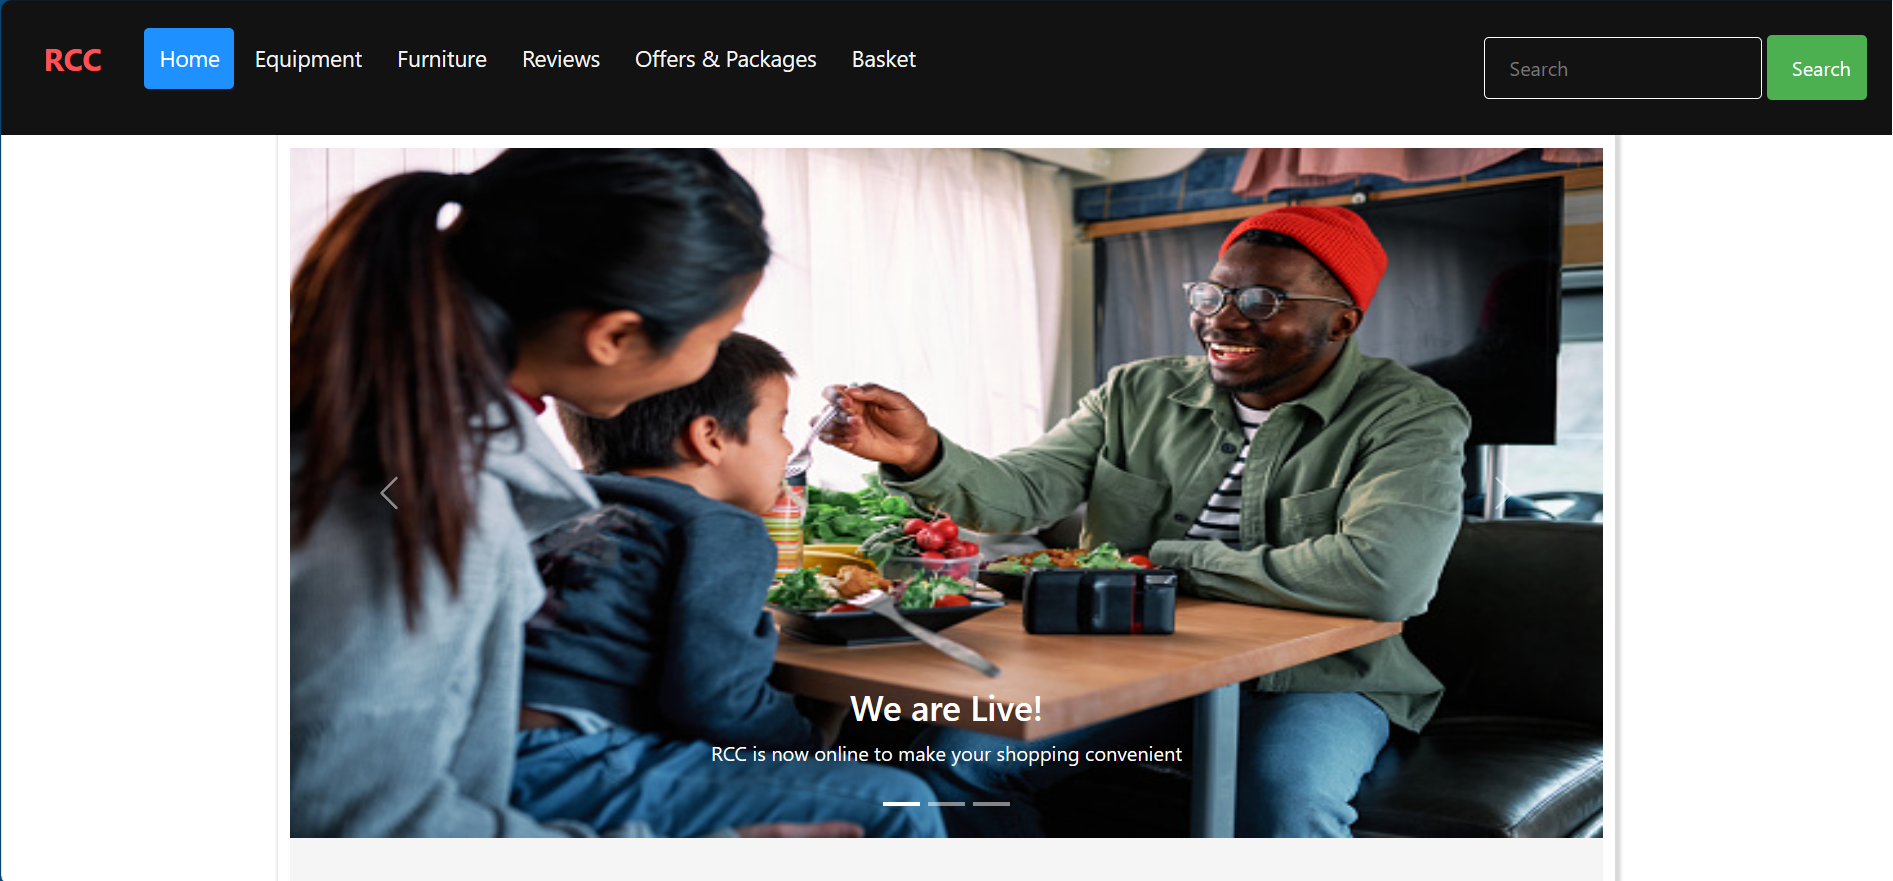 RCC
Home
Equipment
Furniture
Reviews
Offers & Packages
Basket
Search
Search
We are Live!
RCC is now online to make your shopping convenient